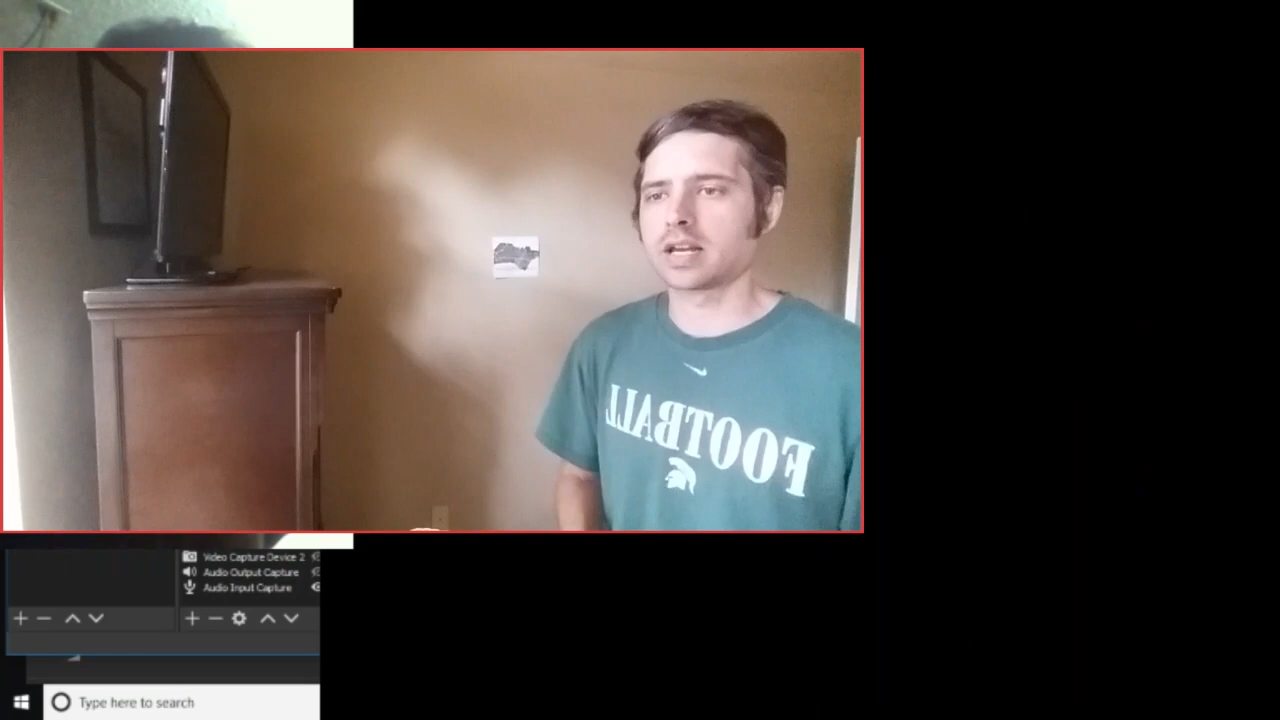 FOOTBALL
Video Capture Device 2
Audio Output Capture
Audio Input Capture
Type here to search